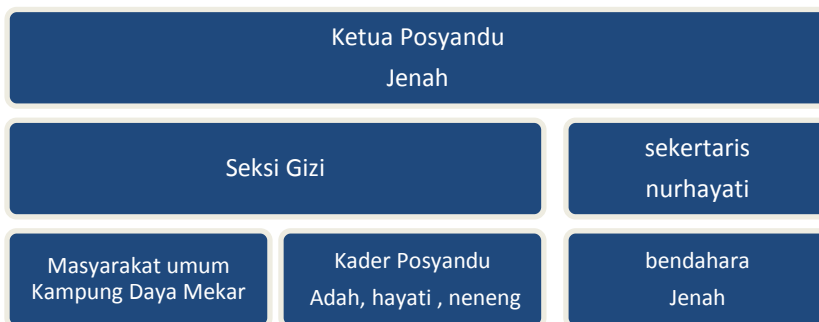 Ketua Posyandu
Jenah
Seksi Gizi
sekertaris
nurhayati
Masyarakat umum
Kampung Daya Mekar
Kader Posyandu
Adah, hayati , neneng
bendahara
Jenah